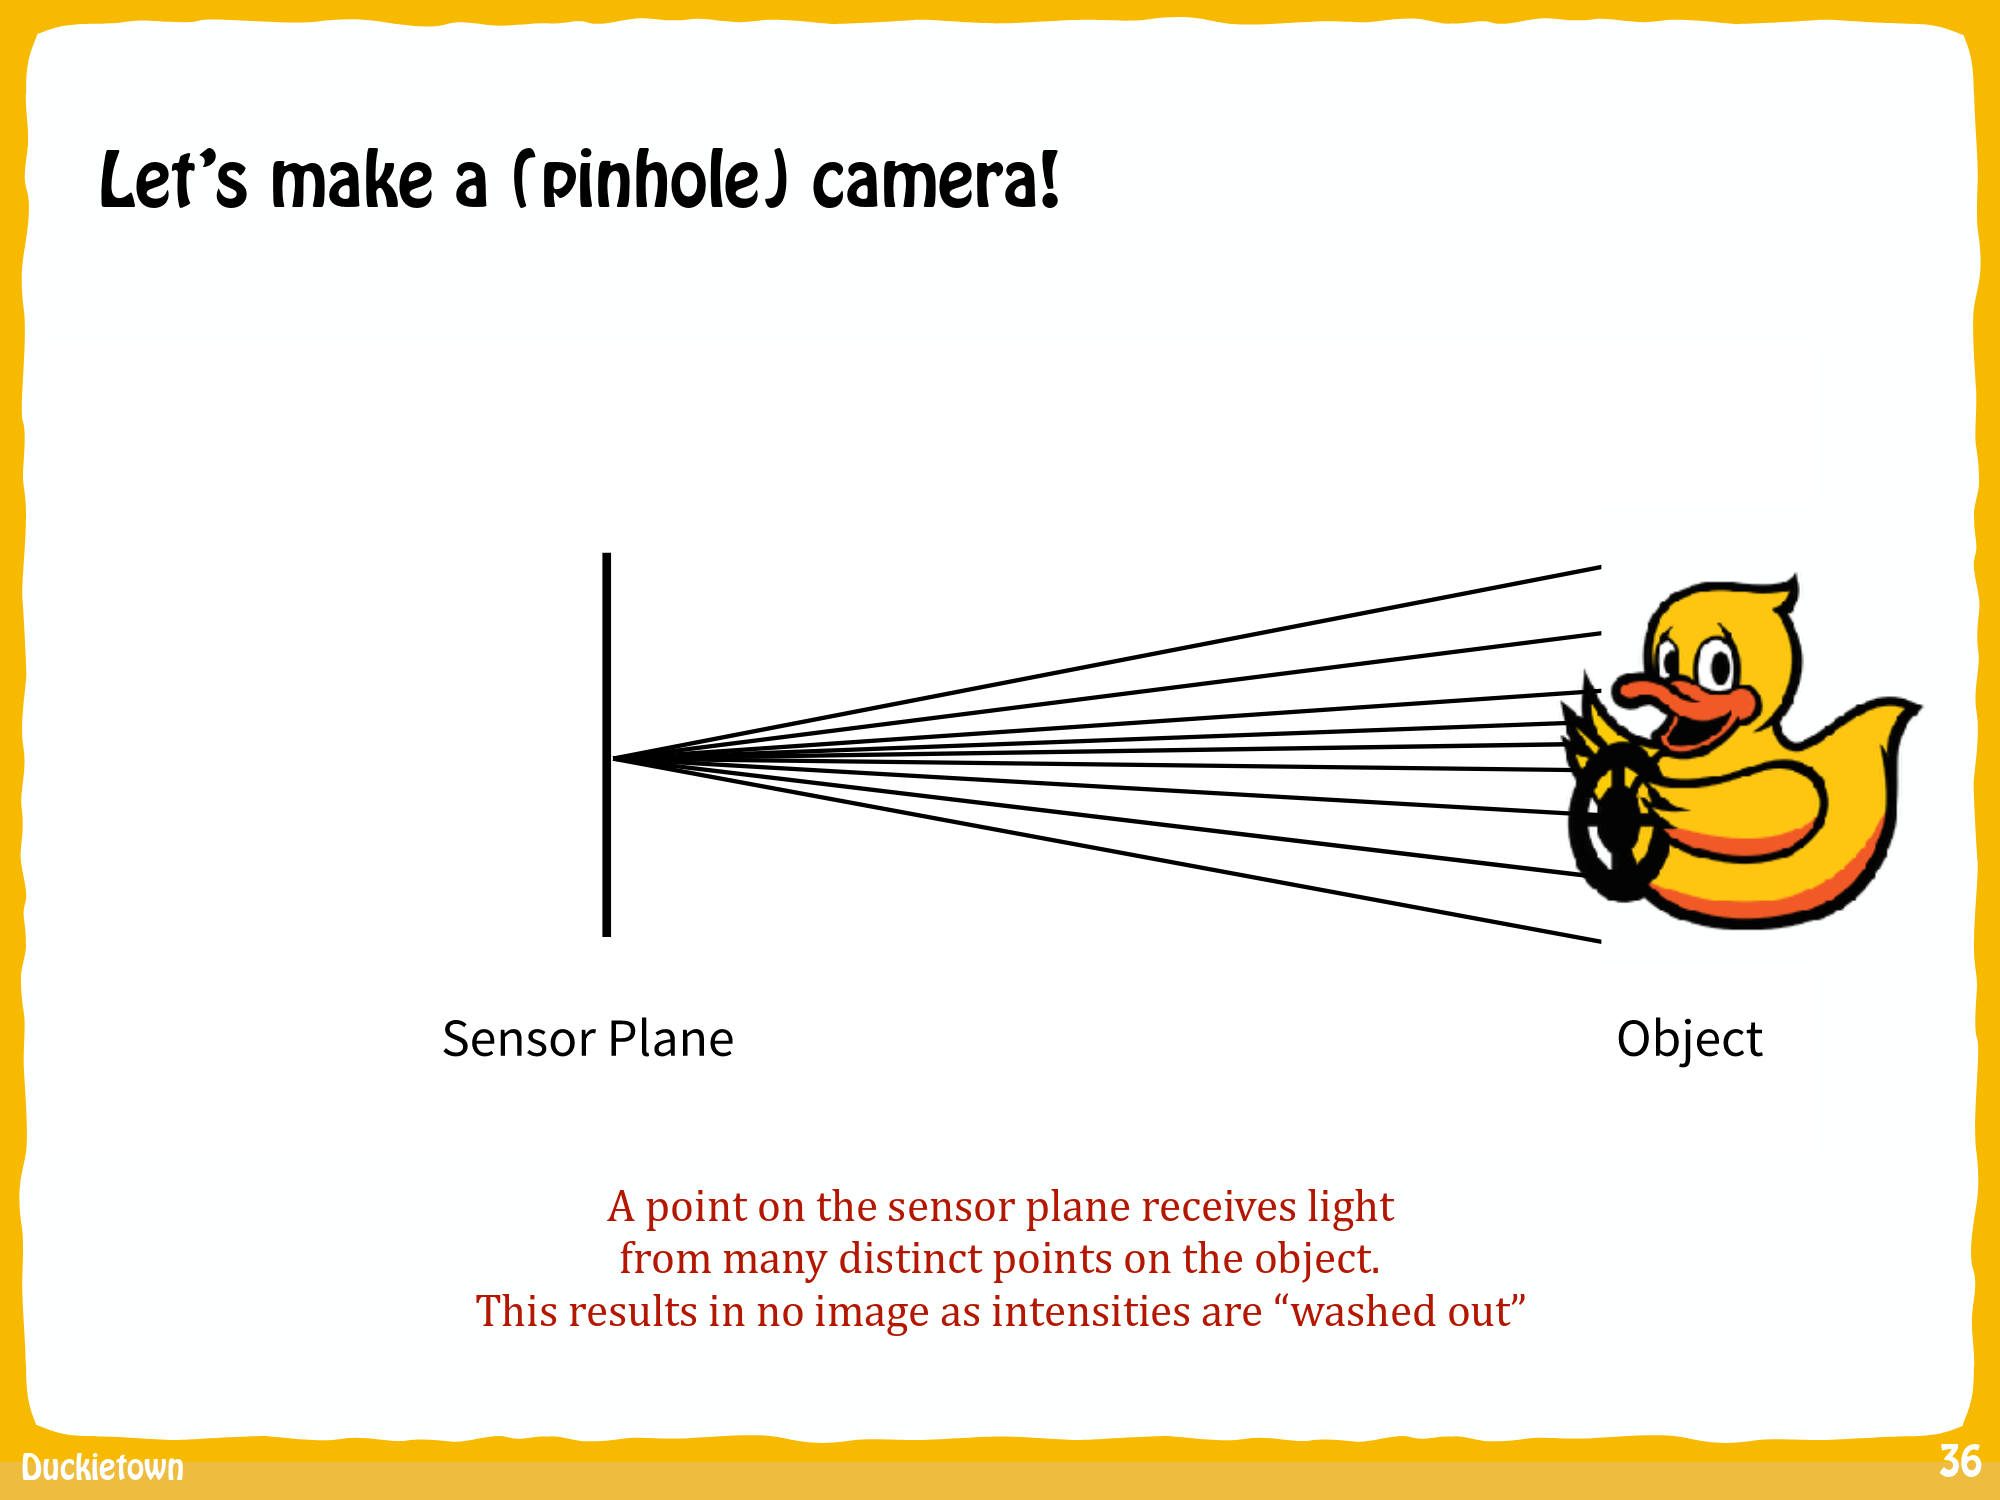 Let’s make a (pinhole) camera!
Sensor Plane
Object
A point on the sensor plane receives light
from many distinct points on the object.
This results in no image as intensities are “washed out”
Duckietown
36